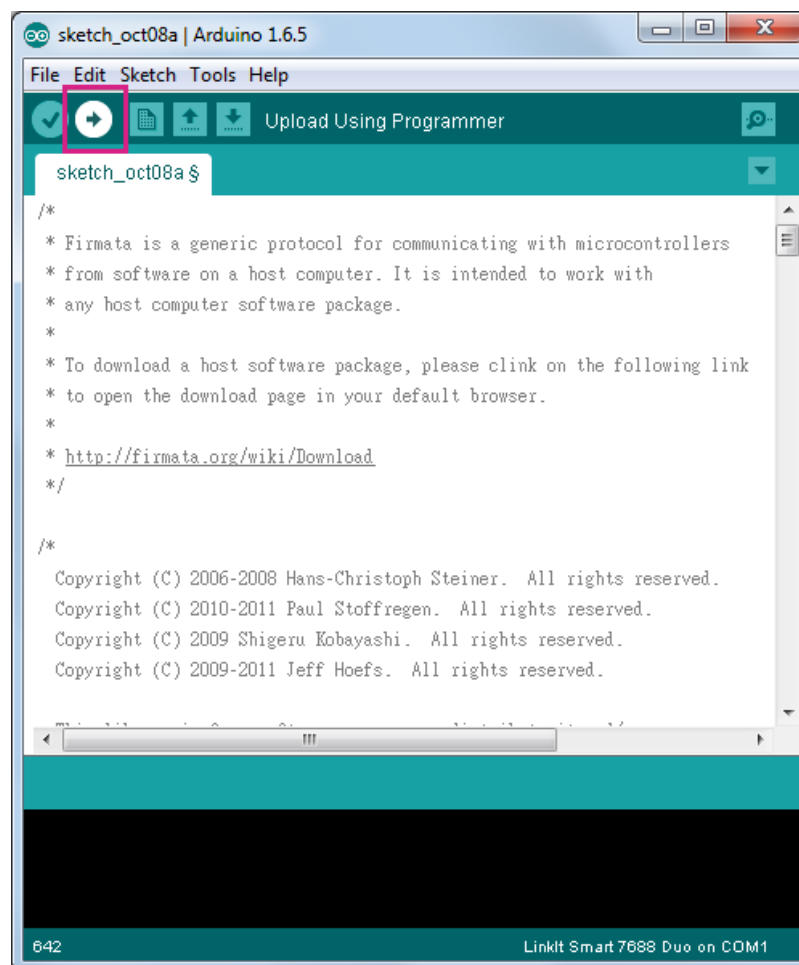 sketch_oct08a | Arduino 1.6.5
File Edit Sketch Tools Help
Upload Using Programmer
sketch_oct08a §
/*
* Firmata is a generic protocol for communicating with microcontrollers
* from software on a host computer. It is intended to work with
* any host computer software package.
*
* To download a host software package, please clink on the following link
* to open the download page in your default browser.
*
* http://firmata.org/wiki/Download
*/
/*
Copyright (C) 2006-2008 Hans-Christoph Steiner.  All rights reserved.
Copyright (C) 2010-2011 Paul Stoffregen.  All rights reserved.
Copyright (C) 2009 Shigeru Kobayashi.  All rights reserved.
Copyright (C) 2009-2011 Jeff Hoefs.  All rights reserved.
642
LinkIt Smart 7688 Duo on COM1